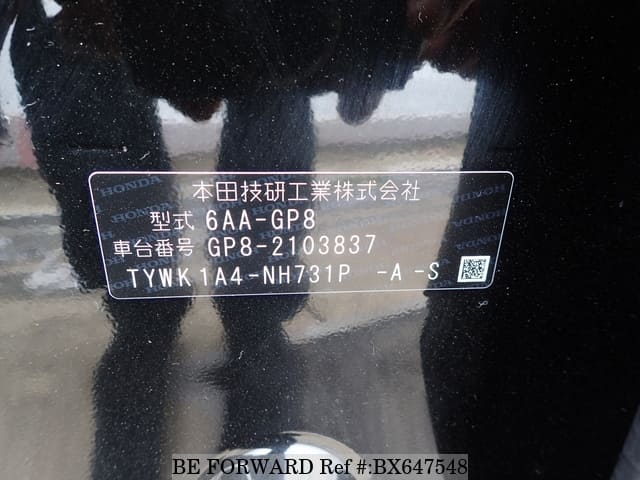 本田技研工業株式会社
型式 6AA-GP8
車台番号 GP8-2103837
TYWK1A4-NH731P -A -S
BE FORWARD Ref #:BX647548